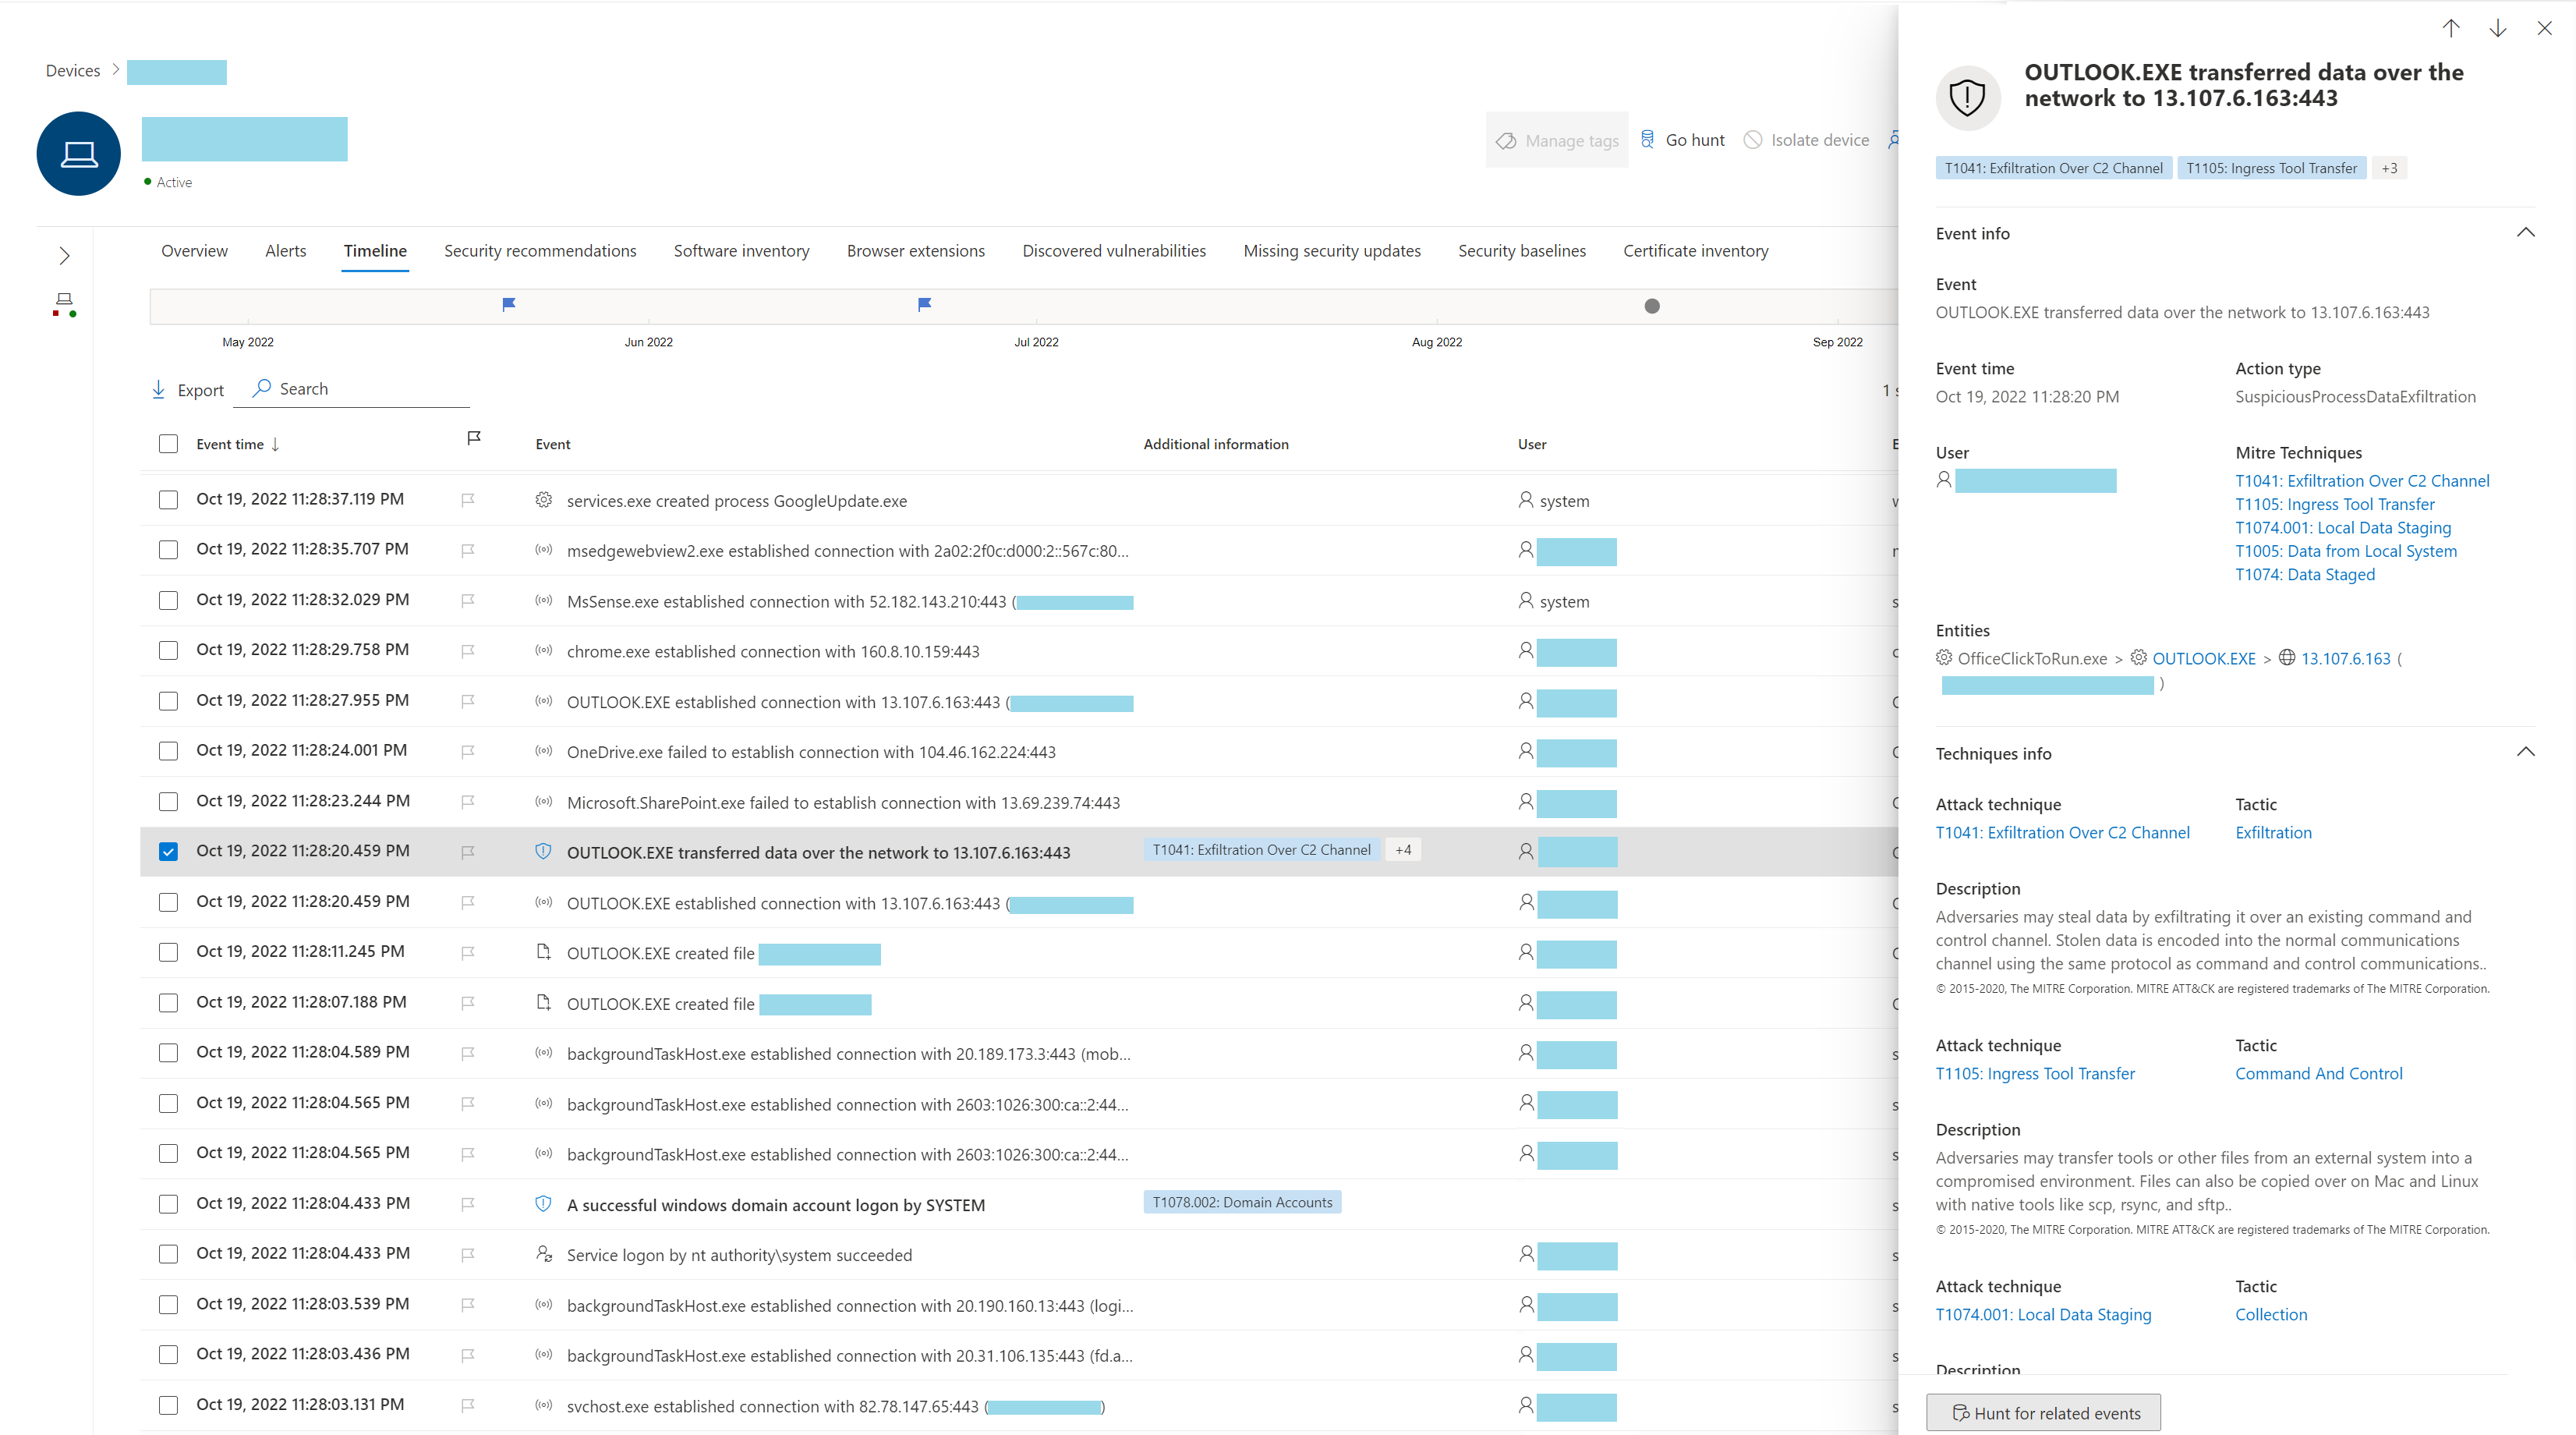 Devices
Active
Manage tags
Go hunt
Isolate device
Overview
Alerts
Timeline
Security recommendations
Software inventory
Browser extensions
Discovered vulnerabilities
Missing security updates
Security baselines
Certificate inventory
May 2022
Jun 2022
Jul 2022
Aug 2022
Sep 2022
Export
Search
1
Event time ↓ Event Additional information User
Oct 19, 2022 11:28:37.119 PM services.exe created process GoogleUpdate.exe system
Oct 19, 2022 11:28:35.707 PM msedgewebview2.exe established connection with 2a02:2f0c:d000:2::567c:80...
Oct 19, 2022 11:28:32.029 PM MsSense.exe established connection with 52.182.143.210:443 ( system
Oct 19, 2022 11:28:29.758 PM chrome.exe established connection with 160.8.10.159:443
Oct 19, 2022 11:28:27.955 PM OUTLOOK.EXE established connection with 13.107.6.163:443 (
Oct 19, 2022 11:28:24.001 PM OneDrive.exe failed to establish connection with 104.46.162.224:443
Oct 19, 2022 11:28:23.244 PM Microsoft.SharePoint.exe failed to establish connection with 13.69.239.74:443
Oct 19, 2022 11:28:20.459 PM OUTLOOK.EXE transferred data over the network to 13.107.6.163:443 T1041: Exfiltration Over C2 Channel +4
Oct 19, 2022 11:28:20.459 PM OUTLOOK.EXE established connection with 13.107.6.163:443 (
Oct 19, 2022 11:28:11.245 PM OUTLOOK.EXE created file
Oct 19, 2022 11:28:07.188 PM OUTLOOK.EXE created file
Oct 19, 2022 11:28:04.589 PM backgroundTaskHost.exe established connection with 20.189.173.3:443 (mob...
Oct 19, 2022 11:28:04.565 PM backgroundTaskHost.exe established connection with 2603:1026:300:ca::2:44...
Oct 19, 2022 11:28:04.565 PM backgroundTaskHost.exe established connection with 2603:1026:300:ca::2:44...
Oct 19, 2022 11:28:04.433 PM A successful windows domain account logon by SYSTEM T1078.002: Domain Accounts
Oct 19, 2022 11:28:04.433 PM Service logon by nt authority\system succeeded
Oct 19, 2022 11:28:03.539 PM backgroundTaskHost.exe established connection with 20.190.160.13:443 (logi...
Oct 19, 2022 11:28:03.436 PM backgroundTaskHost.exe established connection with 20.31.106.135:443 (fd.a...
Oct 19, 2022 11:28:03.131 PM svchost.exe established connection with 82.78.147.65:443 ( )
OUTLOOK.EXE transferred data over the
network to 13.107.6.163:443
T1041: Exfiltration Over C2 Channel T1105: Ingress Tool Transfer +3
Event info
Event
OUTLOOK.EXE transferred data over the network to 13.107.6.163:443
Event time Action type
Oct 19, 2022 11:28:20 PM SuspiciousProcessDataExfiltration
User Mitre Techniques
T1041: Exfiltration Over C2 Channel
T1105: Ingress Tool Transfer
T1074.001: Local Data Staging
T1005: Data from Local System
T1074: Data Staged
Entities
OfficeClickToRun.exe > OUTLOOK.EXE > 13.107.6.163 (
)
Techniques info
Attack technique Tactic
T1041: Exfiltration Over C2 Channel Exfiltration
Description
Adversaries may steal data by exfiltrating it over an existing command and
control channel. Stolen data is encoded into the normal communications
channel using the same protocol as command and control communications..
© 2015-2020, The MITRE Corporation. MITRE ATT&CK are registered trademarks of The MITRE Corporation.
Attack technique Tactic
T1105: Ingress Tool Transfer Command And Control
Description
Adversaries may transfer tools or other files from an external system into a
compromised environment. Files can also be copied over on Mac and Linux
with native tools like scp, rsync, and sftp..
© 2015-2020, The MITRE Corporation. MITRE ATT&CK are registered trademarks of The MITRE Corporation.
Attack technique Tactic
T1074.001: Local Data Staging Collection
Description
Hunt for related events